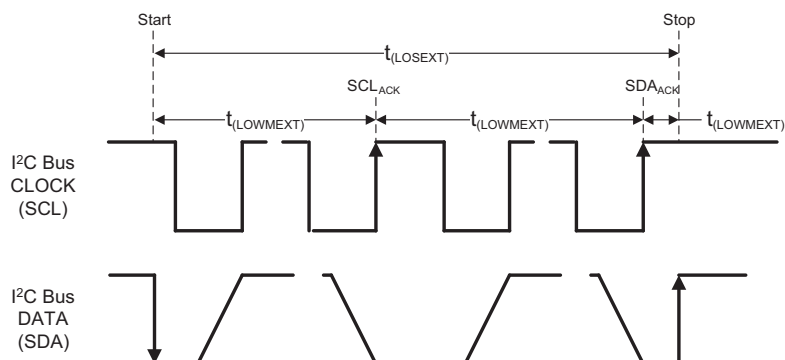 Start Stop
t(LOSEXT)
SCLACK SDAACK
t(LOWMEXT) t(LOWMEXT) t(LOWMEXT)
I²C Bus
CLOCK
(SCL)
I²C Bus
DATA
(SDA)